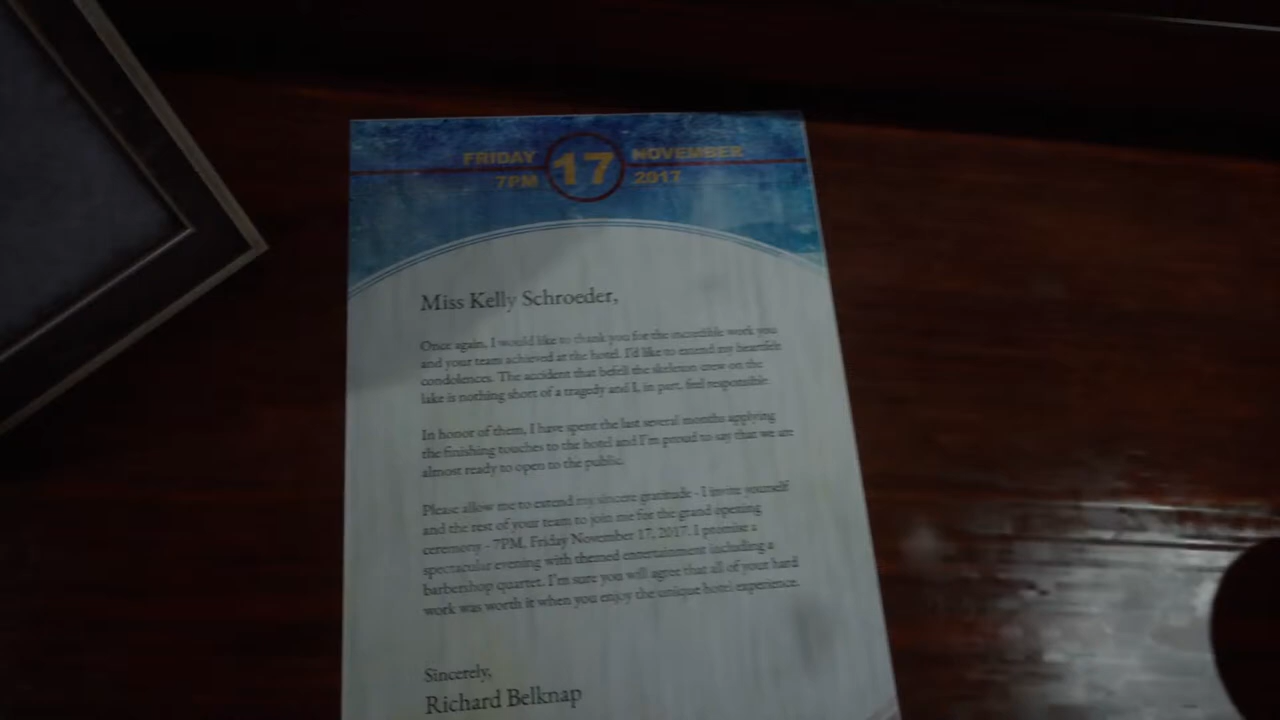 FRIDAY 17 NOVEMBER
7PM 2017
Miss Kelly Schroeder,
Once again, I would like to thank you for the incredible work you
and your team achieved at the hotel. I'd like to extend my heartfelt
condolences. The accident that befell the skeleton crew on the
lake is nothing short of a tragedy and I, in part, feel responsible.
In honor of them, I have spent the last several months applying
the finishing touches to the hotel and I'm proud to say that we are
almost ready to open to the public.
Please allow me to extend my sincere gratitude - I invite yourself
and the rest of your team to join me for the grand opening
ceremony - 7PM, Friday November 17, 2017. I promise a
spectacular evening with themed entertainment including a
barbershop quartet. I'm sure you will agree that all of your hard
work was worth it when you enjoy the unique hotel experience.
Sincerely,
Richard Belknap